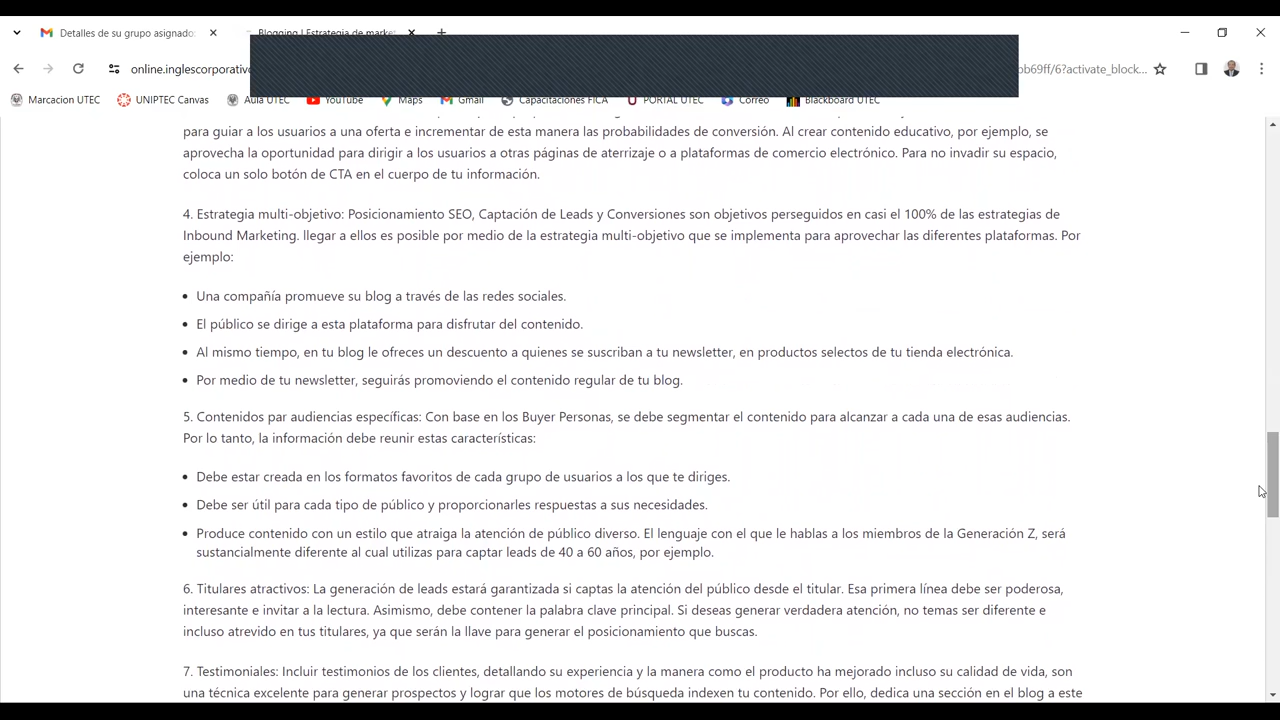 Detalles de su grupo asignado
Blogging | Estrategia de marke
online.inglescorporativo
b69ff/6?activate_block...
Marcacion UTEC
UNIPTEC Canvas
Aula UTEC
YouTube
Maps
Gmail
Capacitaciones FICA
PORTAL UTEC
Correo
Blackboard UTEC
para guiar a los usuarios a una oferta e incrementar de esta manera las probabilidades de conversión. Al crear contenido educativo, por ejemplo, se
aprovecha la oportunidad para dirigir a los usuarios a otras páginas de aterrizaje o a plataformas de comercio electrónico. Para no invadir su espacio,
coloca un solo botón de CTA en el cuerpo de tu información.
4. Estrategia multi-objetivo: Posicionamiento SEO, Captación de Leads y Conversiones son objetivos perseguidos en casi el 100% de las estrategias de
Inbound Marketing. llegar a ellos es posible por medio de la estrategia multi-objetivo que se implementa para aprovechar las diferentes plataformas. Por
ejemplo:
• Una compañía promueve su blog a través de las redes sociales.
• El público se dirige a esta plataforma para disfrutar del contenido.
• Al mismo tiempo, en tu blog le ofreces un descuento a quienes se suscriban a tu newsletter, en productos selectos de tu tienda electrónica.
• Por medio de tu newsletter, seguirás promoviendo el contenido regular de tu blog.
5. Contenidos par audiencias específicas: Con base en los Buyer Personas, se debe segmentar el contenido para alcanzar a cada una de esas audiencias.
Por lo tanto, la información debe reunir estas características:
• Debe estar creada en los formatos favoritos de cada grupo de usuarios a los que te diriges.
• Debe ser útil para cada tipo de público y proporcionarles respuestas a sus necesidades.
• Produce contenido con un estilo que atraiga la atención de público diverso. El lenguaje con el que le hablas a los miembros de la Generación Z, será
sustancialmente diferente al cual utilizas para captar leads de 40 a 60 años, por ejemplo.
6. Titulares atractivos: La generación de leads estará garantizada si captas la atención del público desde el titular. Esa primera línea debe ser poderosa,
interesante e invitar a la lectura. Asimismo, debe contener la palabra clave principal. Si deseas generar verdadera atención, no temas ser diferente e
incluso atrevido en tus titulares, ya que serán la llave para generar el posicionamiento que buscas.
7. Testimoniales: Incluir testimonios de los clientes, detallando su experiencia y la manera como el producto ha mejorado incluso su calidad de vida, son
una técnica excelente para generar prospectos y lograr que los motores de búsqueda indexen tu contenido. Por ello, dedica una sección en el blog a este